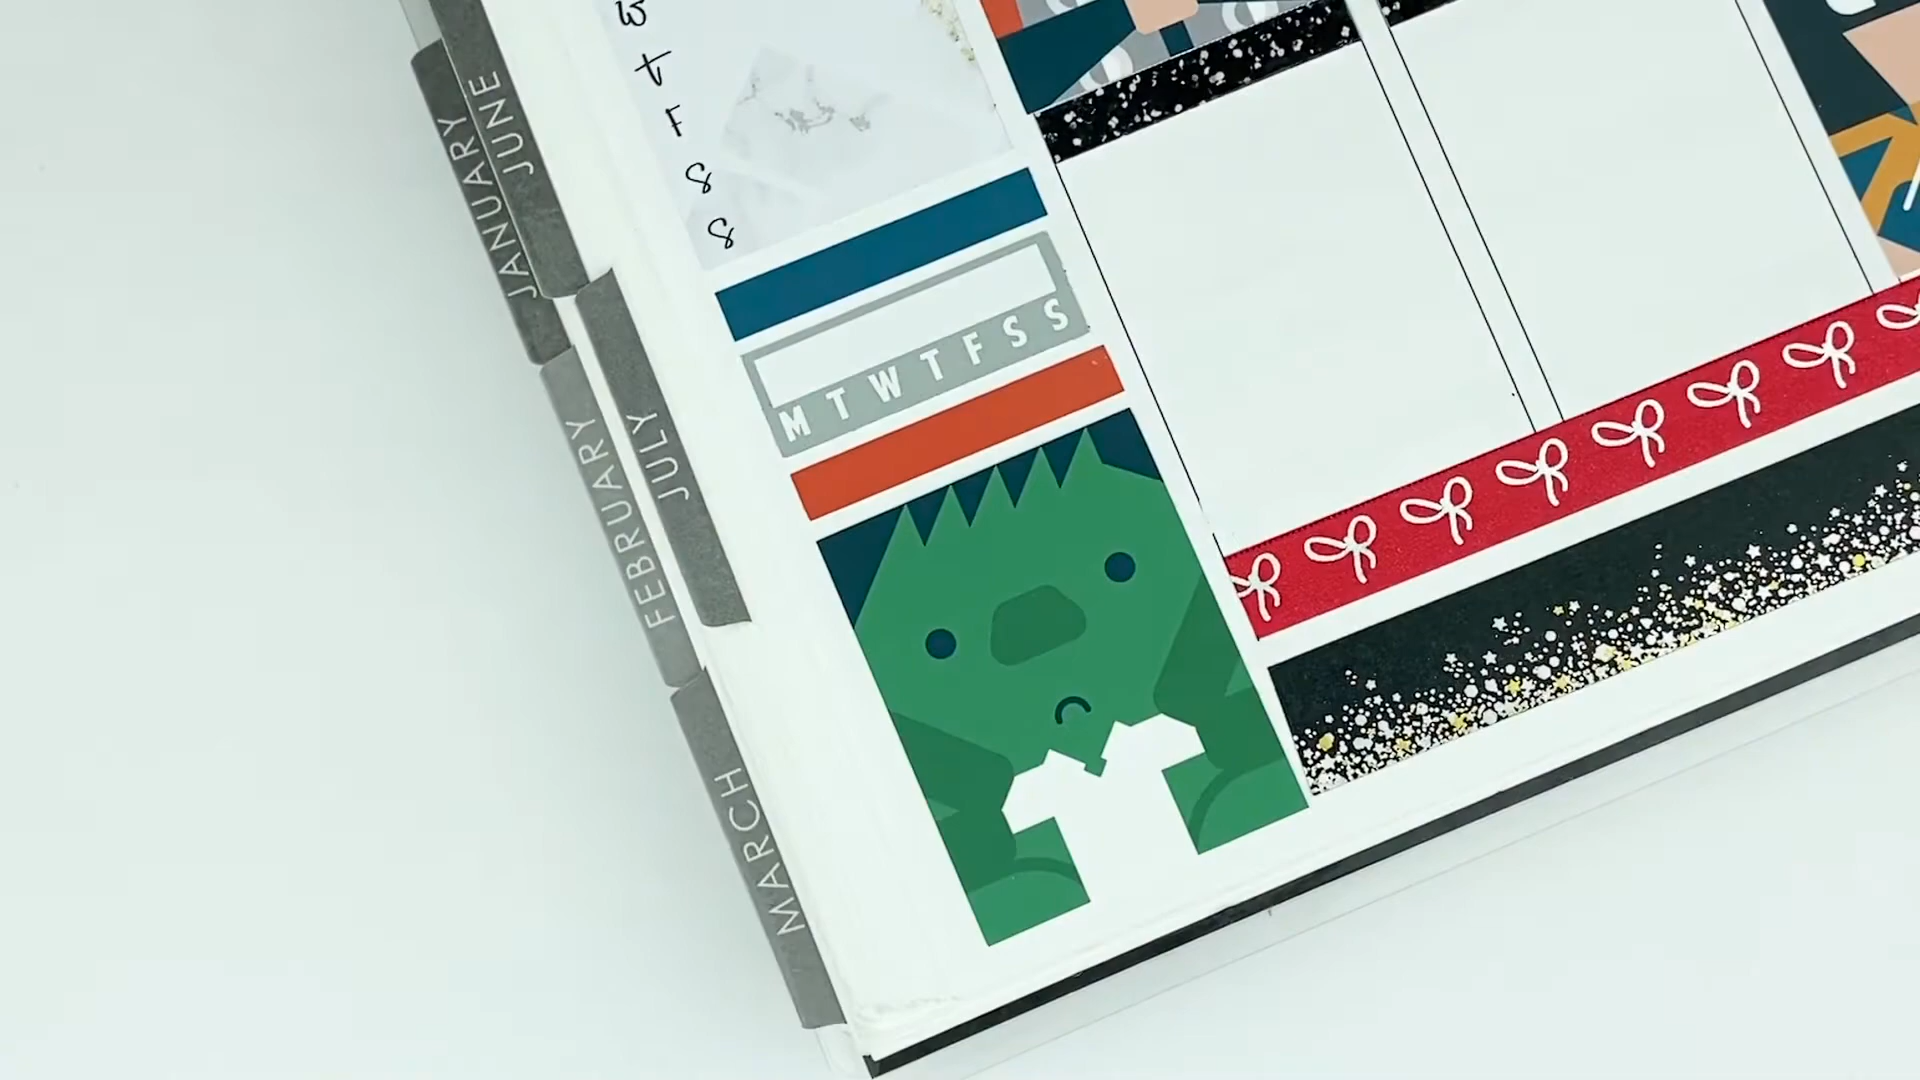 W
T
F
S
S
M T W T F S S
JANUARY
JUNE
FEBRUARY
JULY
MARCH